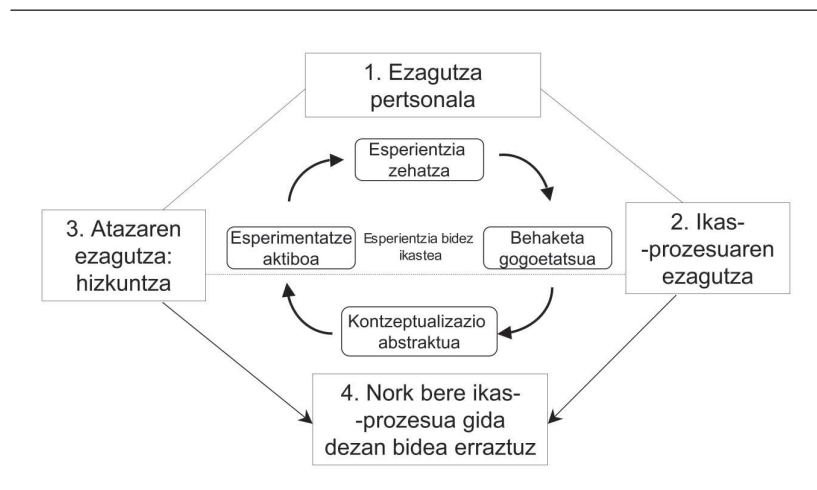 1. Ezagutza
pertsonala
Esperientzia
zehatza
3. Atazaren
ezagutza:
hizkuntza
Esperimentatze
aktiboa
Esperientzia bidez
ikastea
Behaketa
gogoetatsua
2. Ikas-
-prozesuaren
ezagutza
Kontzeptualizazio
abstraktua
4. Nork bere ikas-
-prozesua gida
dezan bidea erraztuz